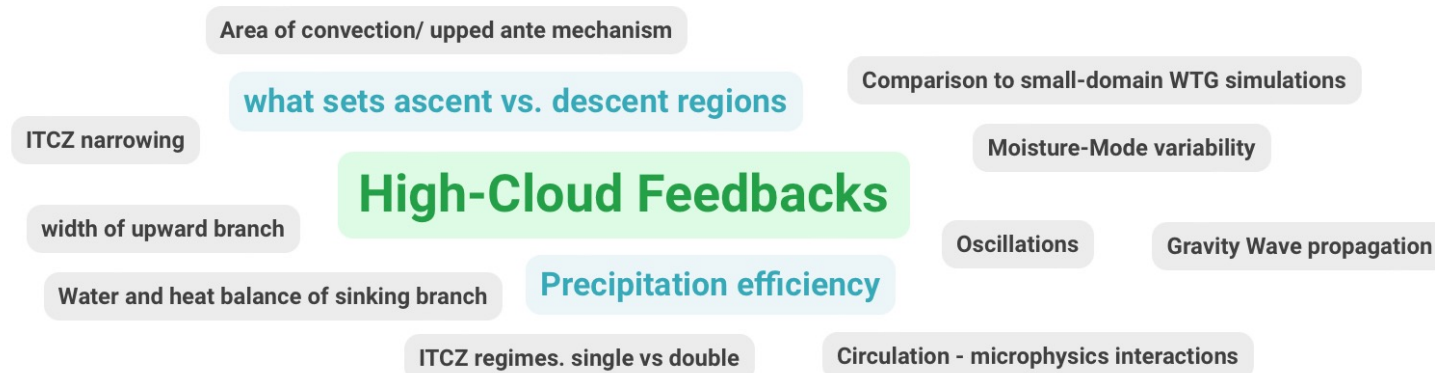 Area of convection/ upped ante mechanism
what sets ascent vs. descent regions
Comparison to small-domain WTG simulations
ITCZ narrowing
Moisture-Mode variability
High-Cloud Feedbacks
width of upward branch
Oscillations
Gravity Wave propagation
Water and heat balance of sinking branch
Precipitation efficiency
ITCZ regimes. single vs double
Circulation - microphysics interactions